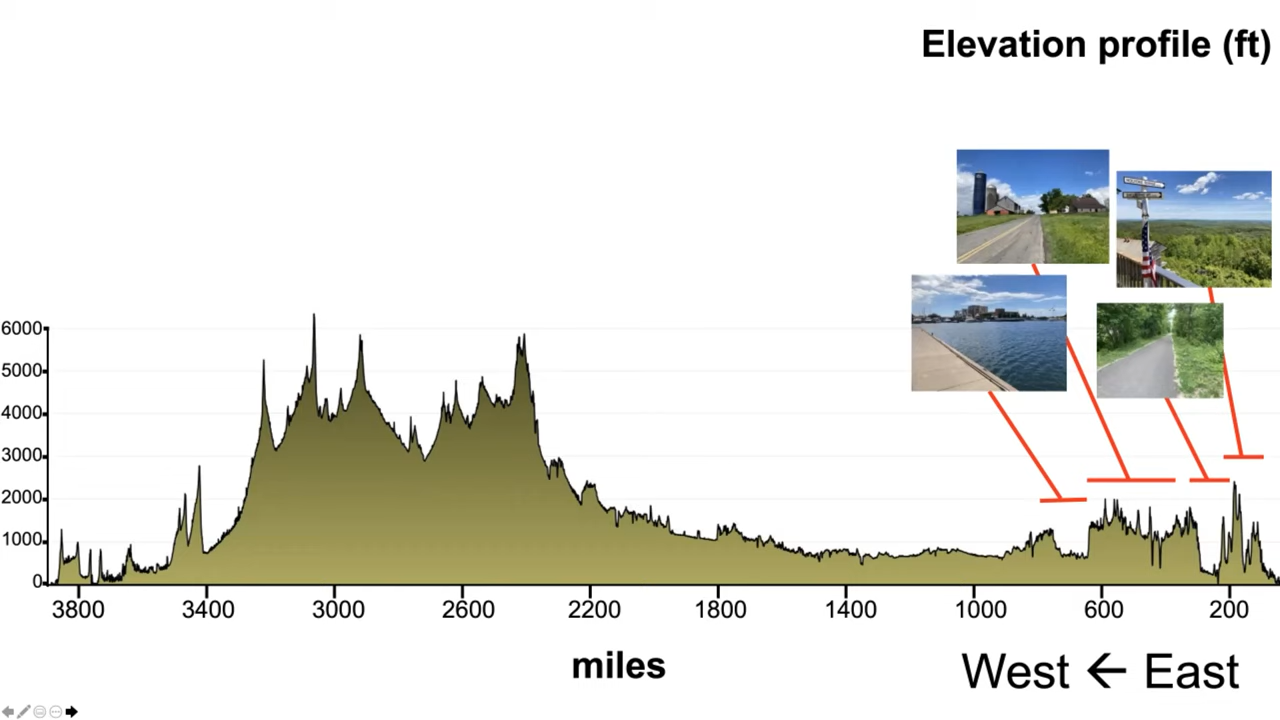 Elevation profile (ft)
6000
5000
4000
3000
2000
1000
0
3800 3400 3000 2600 2200 1800 1400 1000 600 200
miles
West ← East